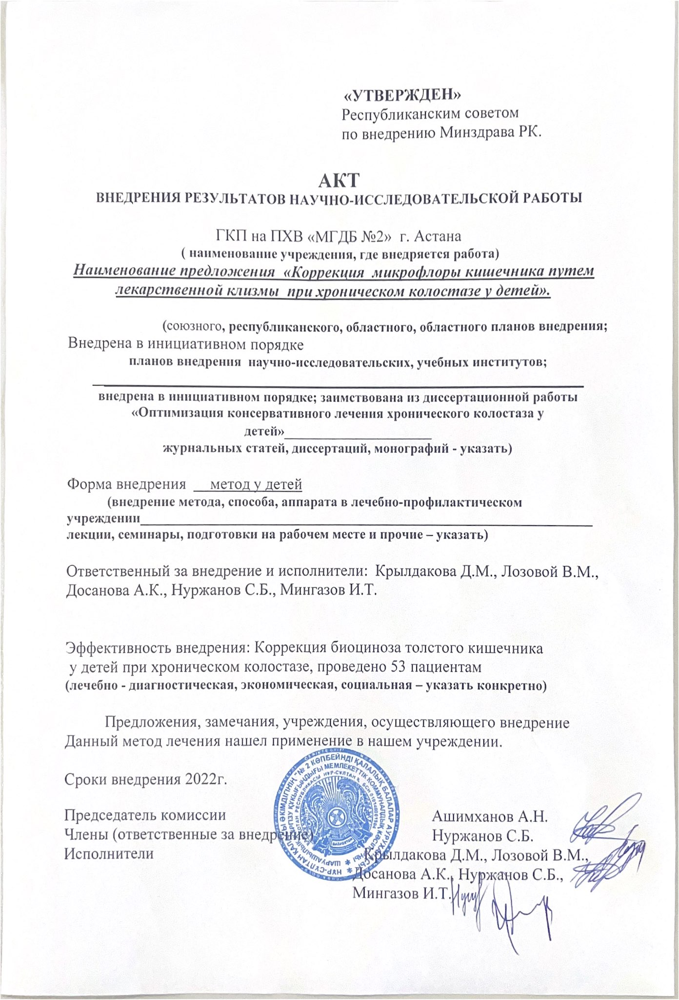 «УТВЕРЖДЕН»
Республиканским советом
по внедрению Минздрава РК.
АКТ
ВНЕДРЕНИЯ РЕЗУЛЬТАТОВ НАУЧНО-ИССЛЕДОВАТЕЛЬСКОЙ РАБОТЫ
ГКП на ПХВ «МГДБ №2» г. Астана
( наименование учреждения, где внедряется работа)
Наименование предложения «Коррекция микрофлоры кишечника путем
лекарственной клизмы при хроническом колостазе у детей».
(союзного, республиканского, областного, областного планов внедрения;
Внедрена в инициативном порядке
планов внедрения научно-исследовательских, учебных институтов;
внедрена в инициативном порядке; заимствована из диссертационной работы
«Оптимизация консервативного лечения хронического колостаза у
детей»
журнальных статей, диссертаций, монографий - указать)
Форма внедрения метод у детей
(внедрение метода, способа, аппарата в лечебно-профилактическом
учреждении
лекции, семинары, подготовки на рабочем месте и прочие – указать)
Ответственный за внедрение и исполнители: Крылдакова Д.М., Лозовой В.М.,
Досанова А.К., Нуржанов С.Б., Мингазов И.Т.
Эффективность внедрения: Коррекция биоциноза толстого кишечника
у детей при хроническом колостазе, проведено 53 пациентам
(лечебно - диагностическая, экономическая, социальная – указать конкретно)
Предложения, замечания, учреждения, осуществляющего внедрение
Данный метод лечения нашел применение в нашем учреждении.
Сроки внедрения 2022г.
Председатель комиссии Ашимханов А.Н.
Члены (ответственные за внедрение) Нуржанов С.Б.
Исполнители Крылдакова Д.М., Лозовой В.М.,
Досанова А.К., Нуржанов С.Б.,
Мингазов И.Т.
"№ 2 КӨПБЕЙНДІ ҚАЛАЛЫҚ БАЛАЛАР АУРУХАНАСЫ
МЕМЛЕКЕТТІК КОММУНАЛДЫҚ
НҰР-СҰЛТАН ҚАЛАСЫ ӘКІМДІГІНІҢ